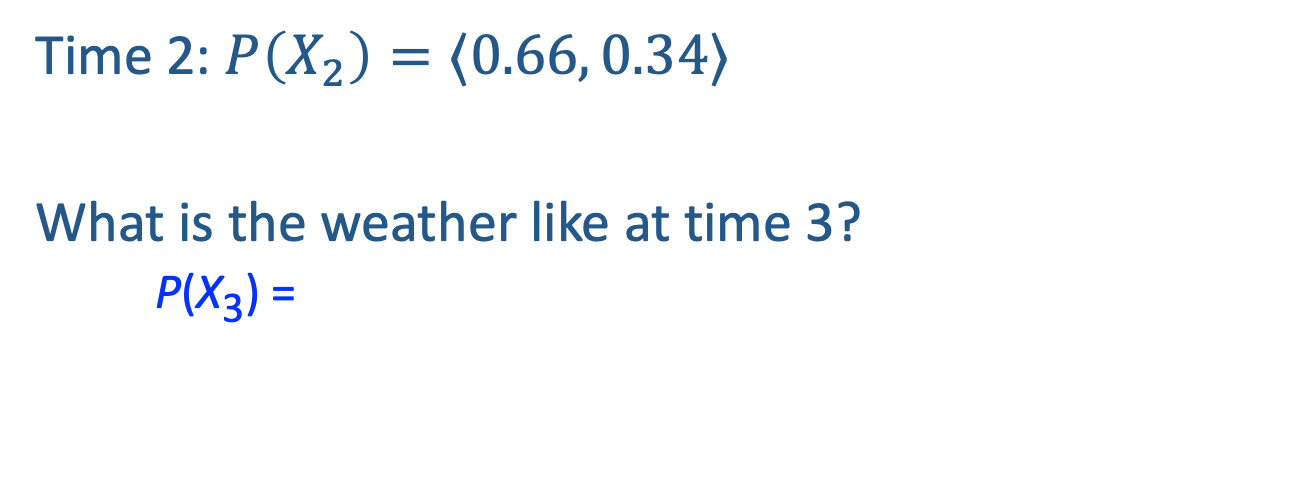 Time 2: P(X₂) = ⟨0.66, 0.34⟩
What is the weather like at time 3?
P(X₃) =